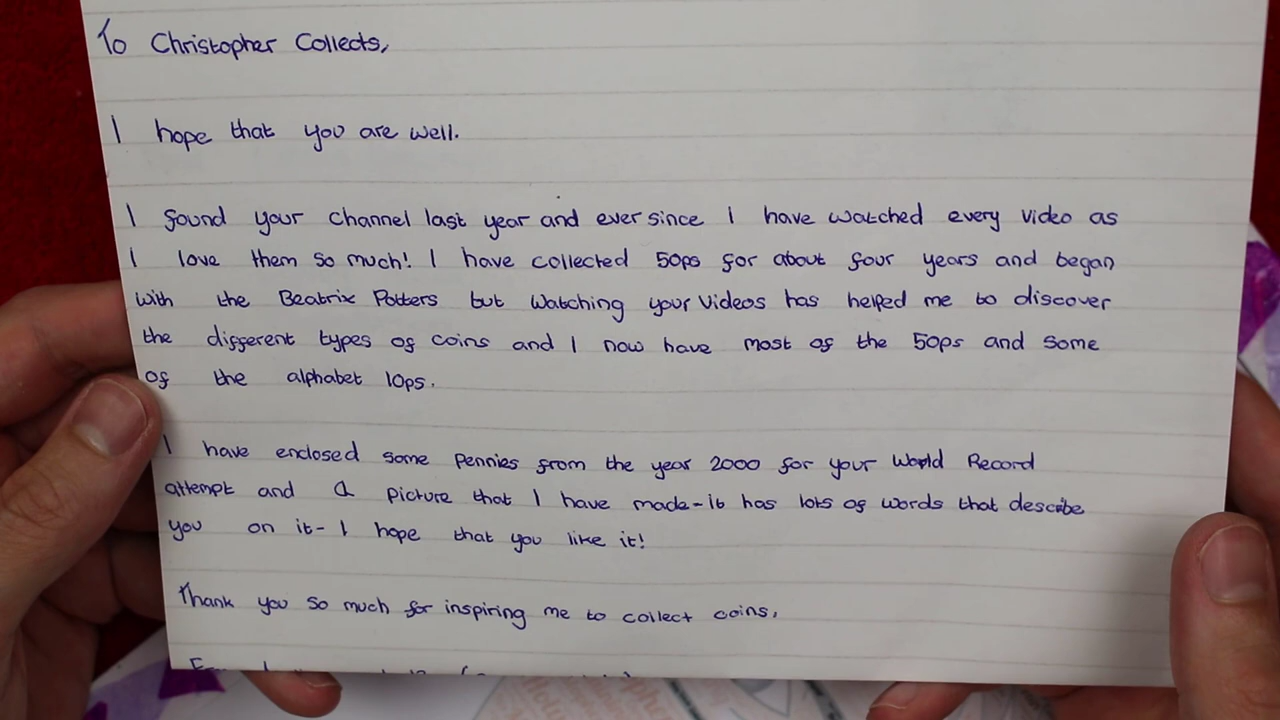 To Christopher Collects,
I hope that you are well.
I found your channel last year and ever since I have watched every video as
I love them so much! I have collected 50ps for about four years and began
with the Beatrix Potters but watching your videos has helped me to discover
the different types of coins and I now have most of the 50ps and some
of the alphabet 10ps.
I have enclosed some pennies from the year 2000 for your World Record
attempt and a picture that I have made-it has lots of words that describe
you on it- I hope that you like it!
Thank you so much for inspiring me to collect coins,